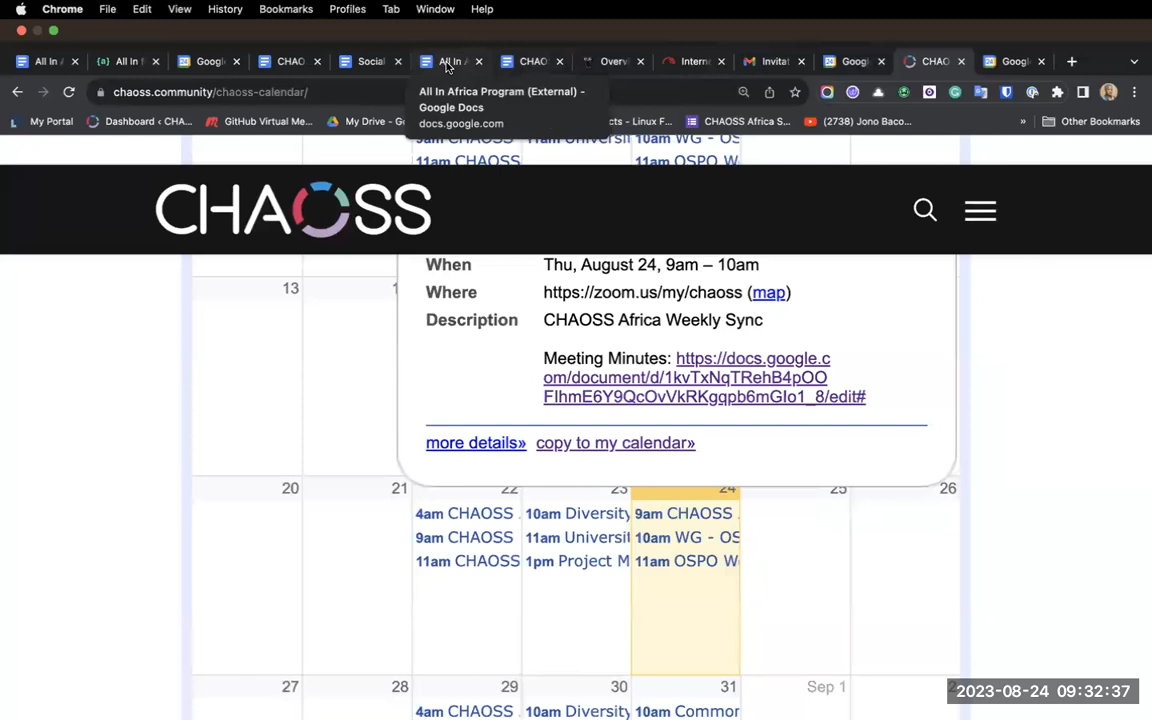 Chrome File Edit View History Bookmarks Profiles Tab Window Help
All In A {a} All In Googl CHAO Social All In A CHAO Overv Intern Invitat Googl CHAO Googl
chaoss.community/chaoss-calendar/
All In Africa Program (External) -
Google Docs
docs.google.com
My Portal Dashboard ‹ CHA... GitHub Virtual Me... My Drive - G cts - Linux F... CHAOSS Africa S... (2738) Jono Baco... » Other Bookmarks
10am WG - OS
11am CHAOSS 11am OSPO W
CHAOSS
When Thu, August 24, 9am – 10am
Where https://zoom.us/my/chaoss (map)
Description CHAOSS Africa Weekly Sync
Meeting Minutes: https://docs.google.c
om/document/d/1kvTxNqTRehB4pOO
FIhmE6Y9QcOvVkRKgqpb6mGIo1_8/edit#
more details» copy to my calendar»
13
20 21 22 23 24 25 26
4am CHAOSS . 10am Diversity 9am CHAOSS .
9am CHAOSS 11am Universit 10am WG - OS
11am CHAOSS 1pm Project M 11am OSPO W
27 28 29 30 31 Sep 1
4am CHAOSS 10am Diversity 10am Common
2023-08-24 09:32:37